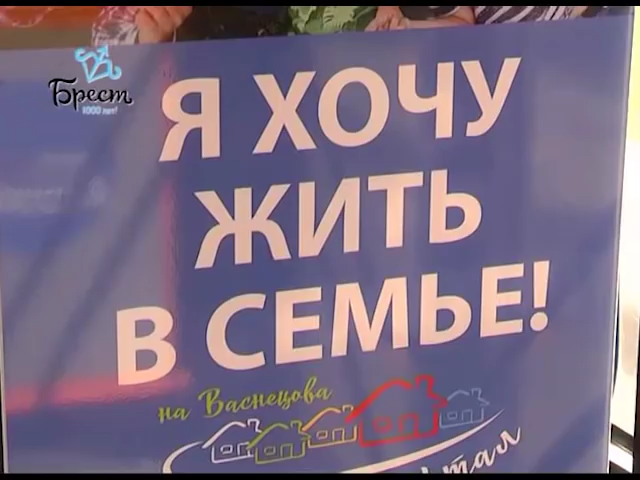 Брест
1000 лет!
Я ХОЧУ
ЖИТЬ
В СЕМЬЕ!
на Васнецова